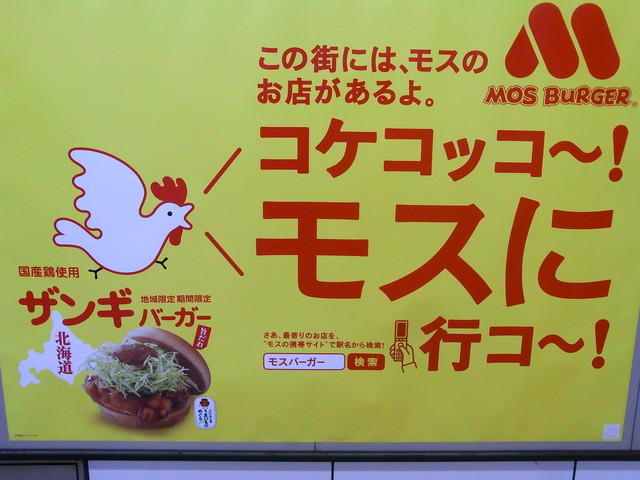 この街には、モスの
お店があるよ。
MOS BURGER
コケコッコ〜!
モスに
行コ〜!
国産鶏使用
ザンギバーガー
地域限定 期間限定
旨だれ
北海道
さあ、最寄りのお店を、
"モスの携帯サイト"で駅名から検索!
モスバーガー 検索